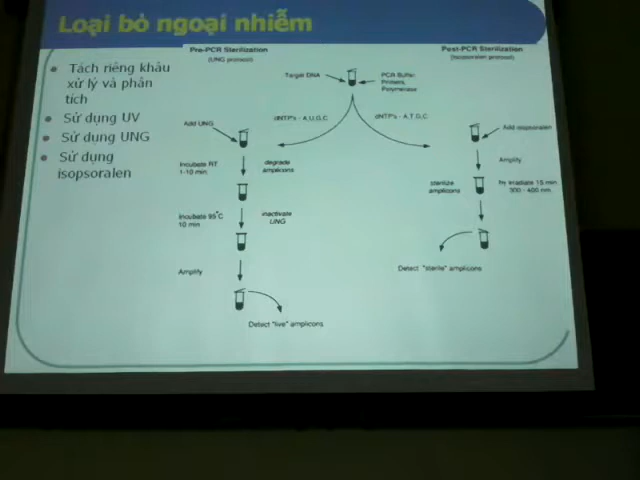 Loại bỏ ngoại nhiễm
Tách riêng khâu
xử lý và phân
tích
Sử dụng UV
Sử dụng UNG
Sử dụng
isopsoralen
Pre-PCR Sterilization
(UNG protocol)
Post-PCR Sterilization
(Isopsoralen protocol)
Target DNA
PCR Buffer
Primers,
Polymerase
dNTP's - A,U,G,C
dNTP's - A,T,G,C
Add UNG
Incubate RT
1-10 min
degrade
amplicons
Incubate 95°C
10 min
inactivate
UNG
Amplify
Detect "live" amplicons
Add isopsoralen
Amplify
sterilize
amplicons
irradiate 15 min
300 - 400 nm
Detect "sterile" amplicons